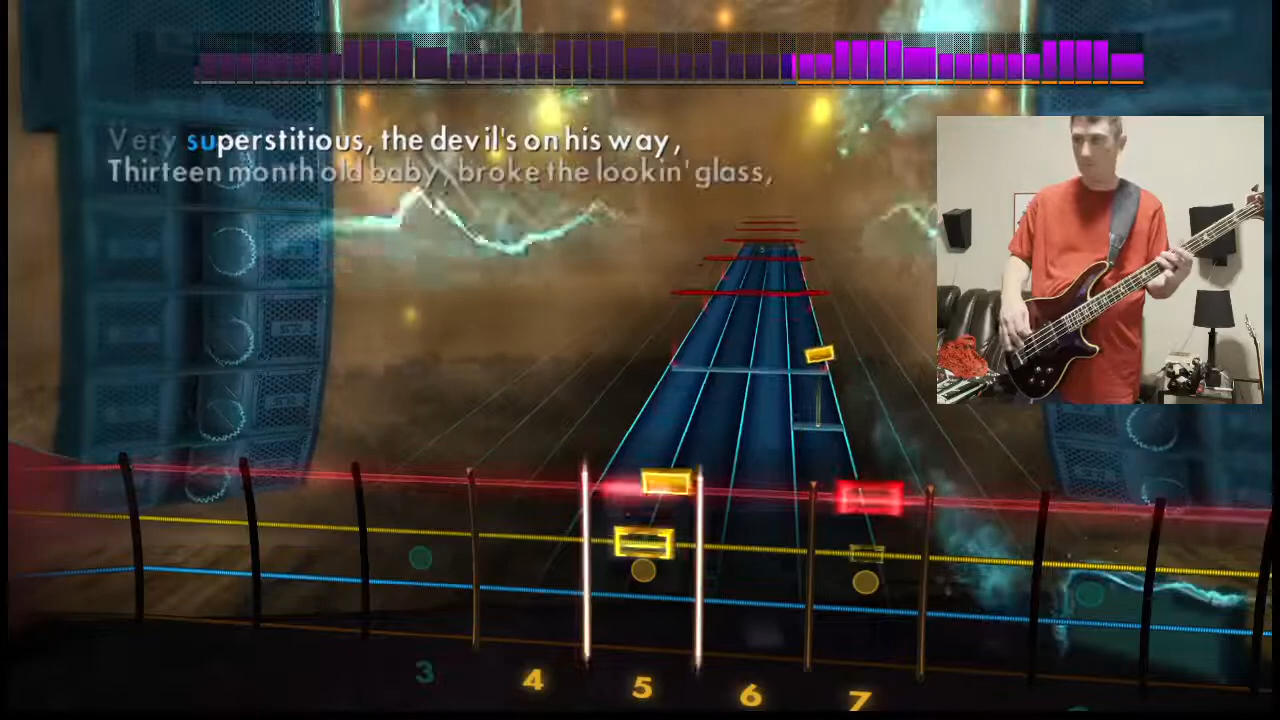 Very superstitious, the devil's on his way,
Thirteen month old baby, broke the lookin' glass,
3 4 5 6 7